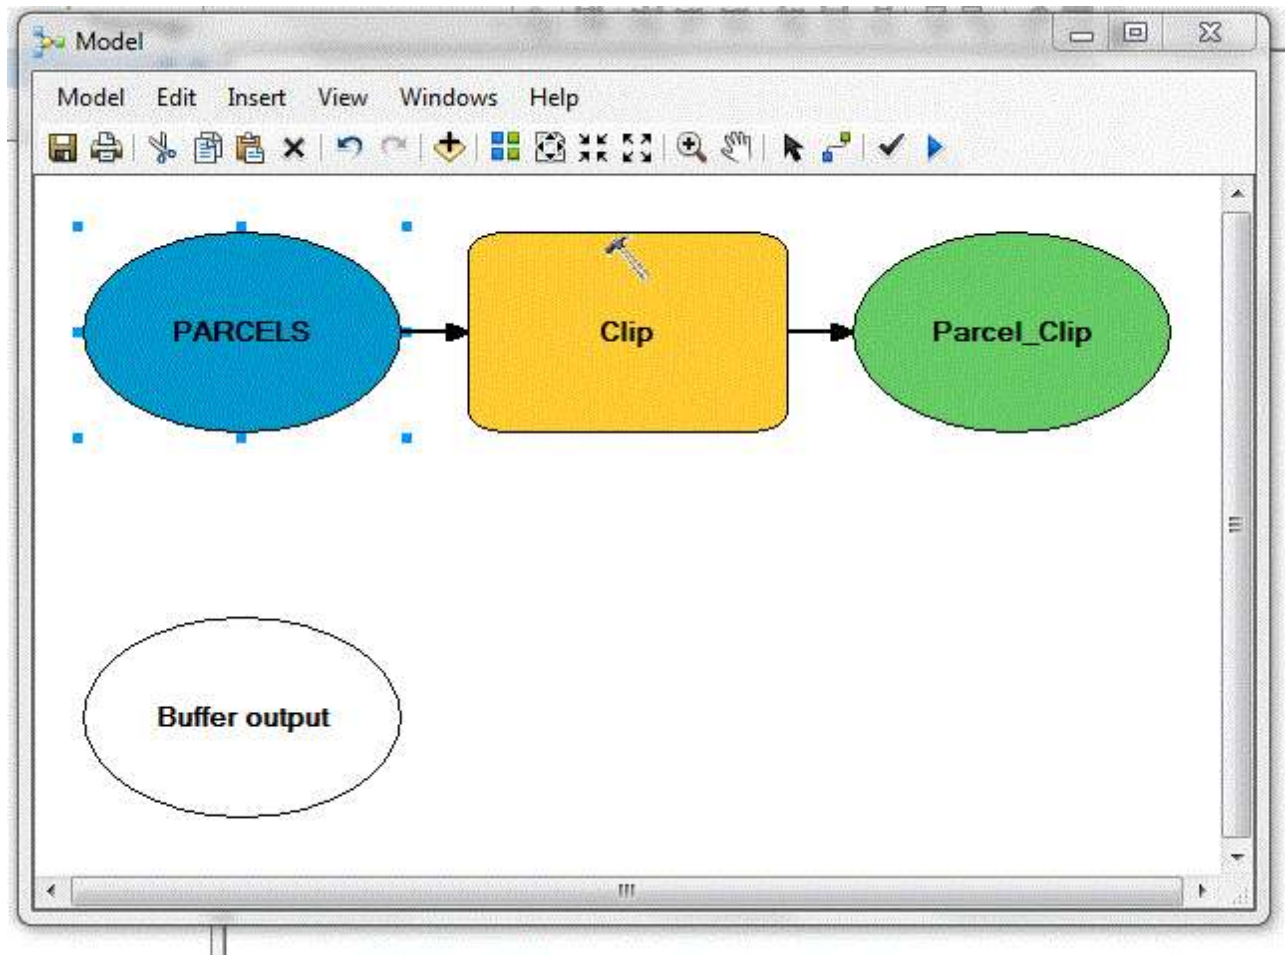 Model
Model Edit Insert View Windows Help
PARCELS Clip Parcel_Clip
Buffer output